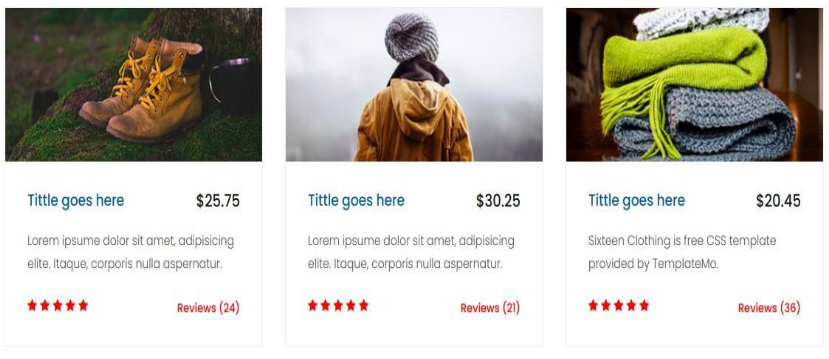 Tittle goes here
$25.75
Lorem ipsume dolor sit amet, adipisicing
elite. Itaque, corporis nulla aspernatur.
Reviews (24)
Tittle goes here
$30.25
Lorem ipsume dolor sit amet, adipisicing
elite. Itaque, corporis nulla aspernatur.
Reviews (21)
Tittle goes here
$20.45
Sixteen Clothing is free CSS template
provided by TemplateMo.
Reviews (36)